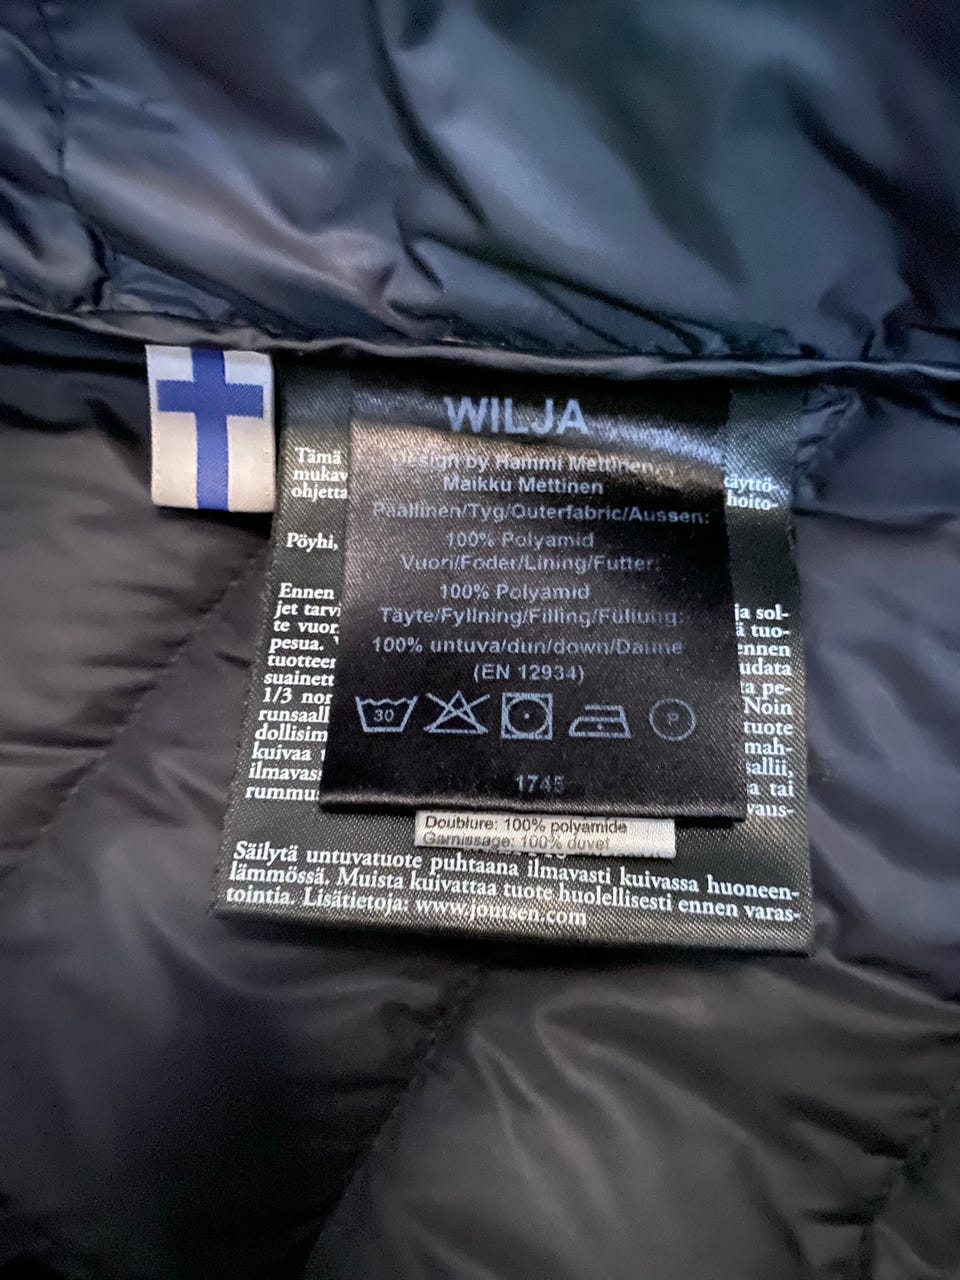 WILJA
design by Hammi Mettinen,
Maikku Mettinen
Päällinen/Tyg/Outerfabric/Aussen:
100% Polyamid
Vuori/Foder/Lining/Futter:
100% Polyamid
Täyte/Fyllning/Filling/Füllung:
100% untuva/dun/down/Daune
(EN 12934)
30
P
1745
Doublure: 100% polyamide
Garnissage: 100% duvet
Tämä
mukav
ohjetta
Pöyhi,
Ennen
jet tarvi
te vuor
pesua.
tuotteer
suainett
1/3 nor
runsaall
dollisim
kuivaa
ilmavas
rummu
käyttö-
hoito-
ja sol-
ä tuo-
ennen
udata
ta pe-
Noin
tuote
mah-
sallii,
a tai
vaus-
Säilytä untuvatuote puhtaana ilmavasti kuivassa huoneen-
lämmössä. Muista kuivattaa tuote huolellisesti ennen varas-
tointia. Lisätietoja: www.joutsen.com